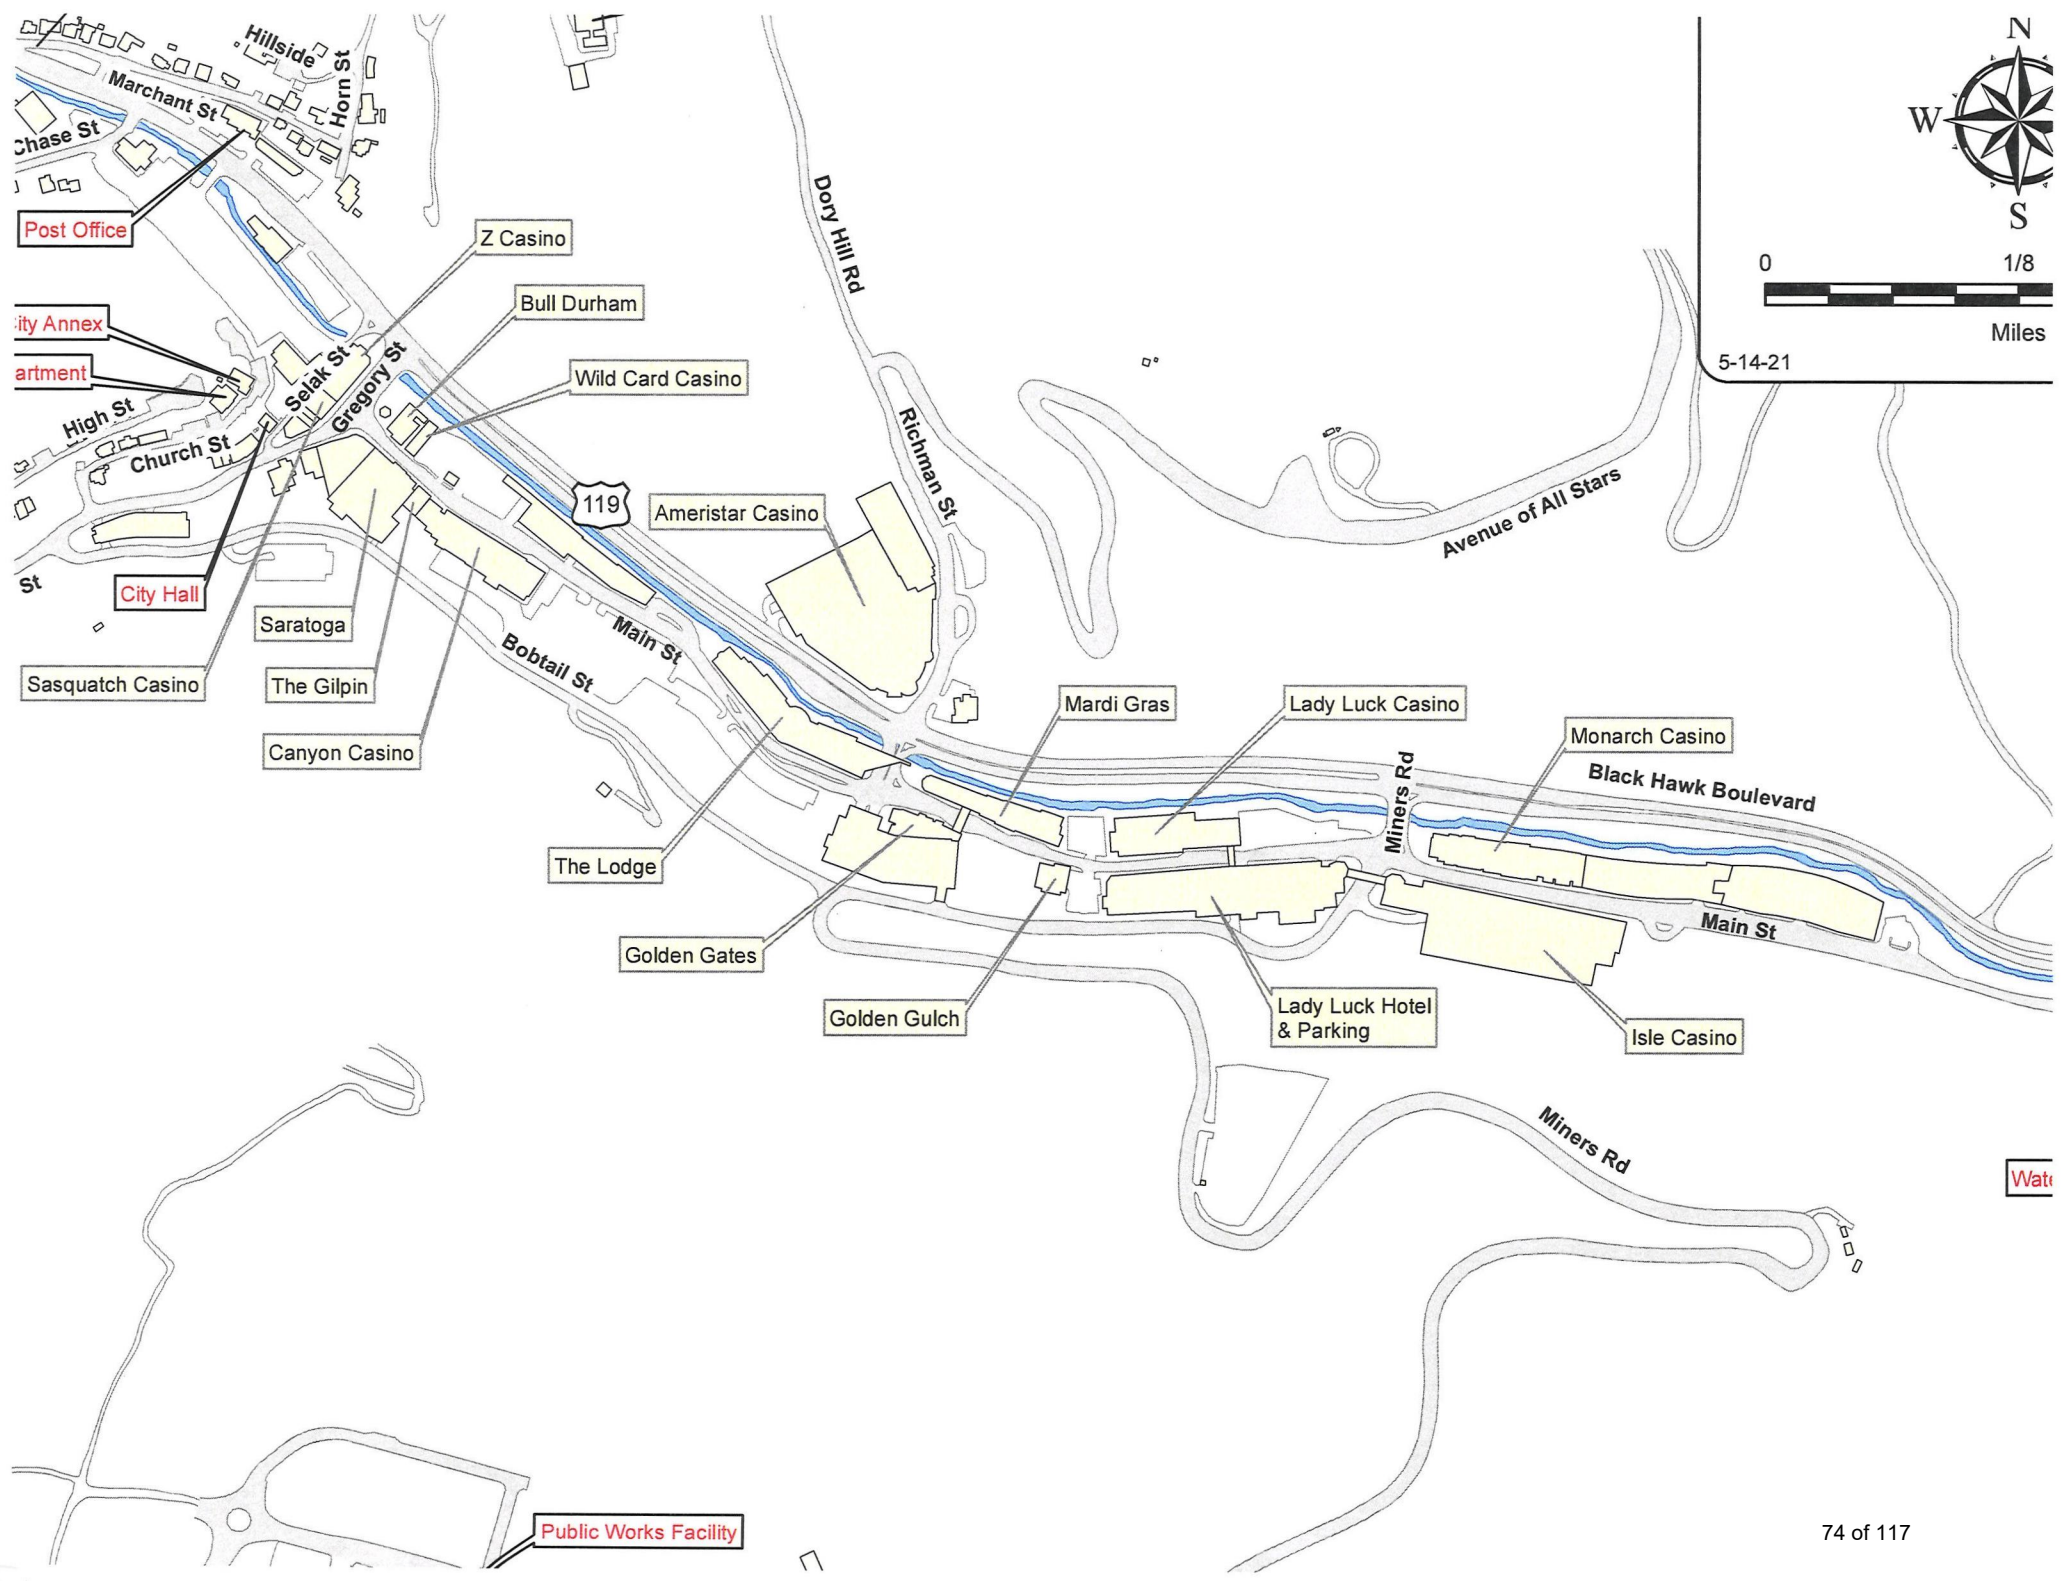 N
W
S
0 1/8
Miles
5-14-21
Hillside
Horn St
Marchant St
Chase St
Post Office
Z Casino
Bull Durham
Wild Card Casino
Dory Hill Rd
ity Annex
artment
Selak St
Gregory St
High St
Church St
Richman St
119
Ameristar Casino
Avenue of All Stars
St
City Hall
Saratoga
Main St
Bobtail St
Sasquatch Casino
The Gilpin
Canyon Casino
Mardi Gras
Lady Luck Casino
Monarch Casino
Miners Rd
Black Hawk Boulevard
The Lodge
Main St
Golden Gates
Golden Gulch
Lady Luck Hotel
& Parking
Isle Casino
Miners Rd
Wate
Public Works Facility
74 of 117